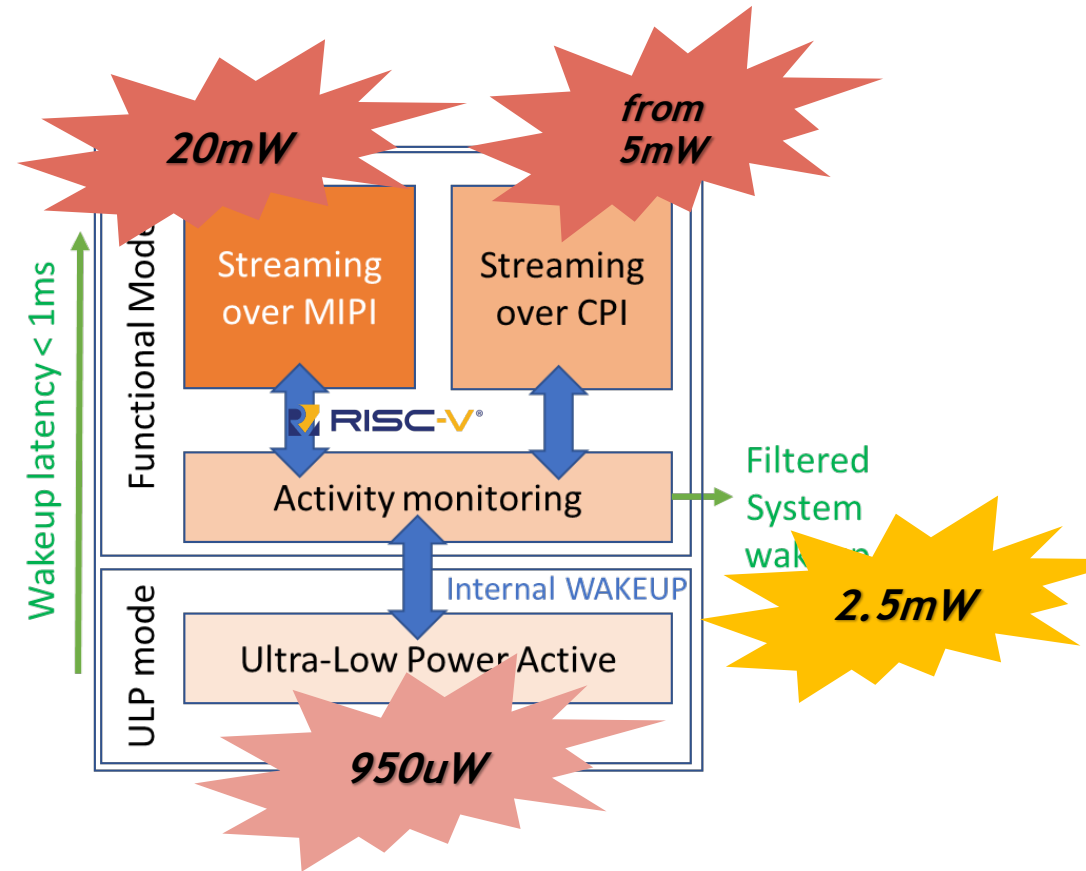 20mW
from
5mW
Wakeup latency < 1ms
Functional Mode
Streaming
over MIPI
Streaming
over CPI
RISC-V®
Activity monitoring
Filtered
System
2.5mW
ULP mode
Internal WAKEUP
Ultra-Low Power Active
950uW